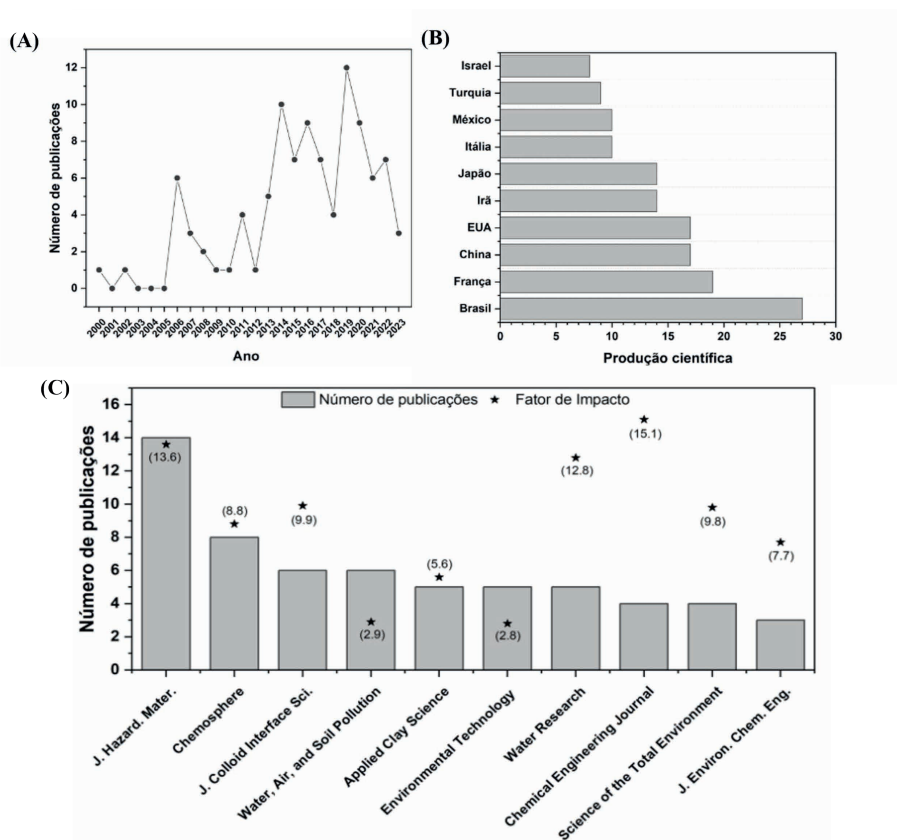 (A)
Número de publicações
12
10
8
6
4
2
0
2000 2001 2002 2003 2004 2005 2006 2007 2008 2009 2010 2011 2012 2013 2014 2015 2016 2017 2018 2019 2020 2021 2022 2023
Ano
(B)
Israel
Turquia
México
Itália
Japão
Irã
EUA
China
França
Brasil
0 5 10 15 20 25 30
Produção científica
(C)
Número de publicações
16
14
12
10
8
6
4
2
0
Número de publicações ★ Fator de Impacto
(13.6)
(8.8)
(9.9)
(2.9)
(5.6)
(2.8)
(12.8)
(15.1)
(9.8)
(7.7)
J. Hazard. Mater.
Chemosphere
J. Colloid Interface Sci.
Water, Air, and Soil Pollution
Applied Clay Science
Environmental Technology
Water Research
Chemical Engineering Journal
Science of the Total Environment
J. Environ. Chem. Eng.